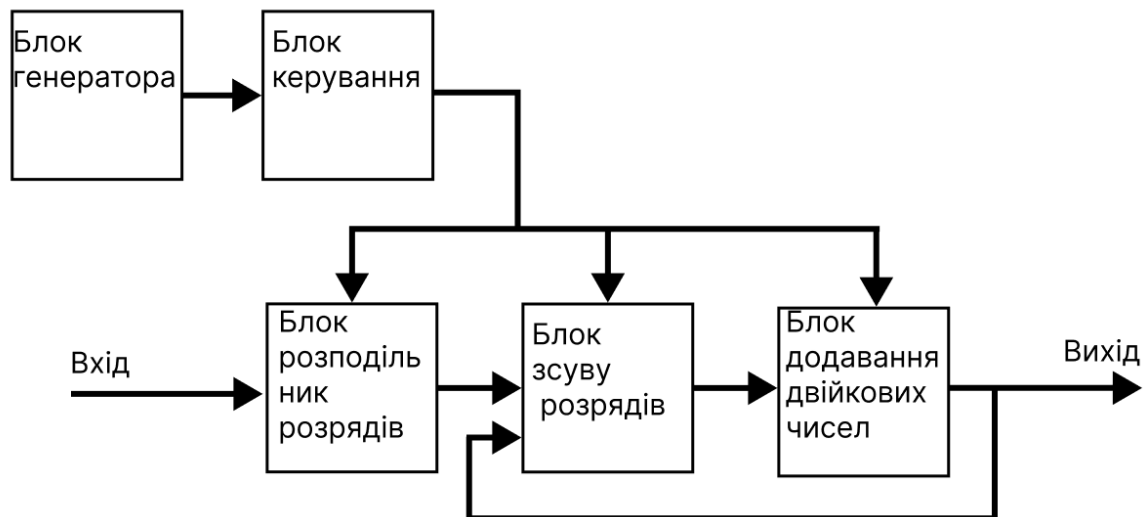 Блок
генератора
Блок
керування
Вхід
Блок
розподіль
ник
розрядів
Блок
зсуву
розрядів
Блок
додавання
двійкових
чисел
Вихід